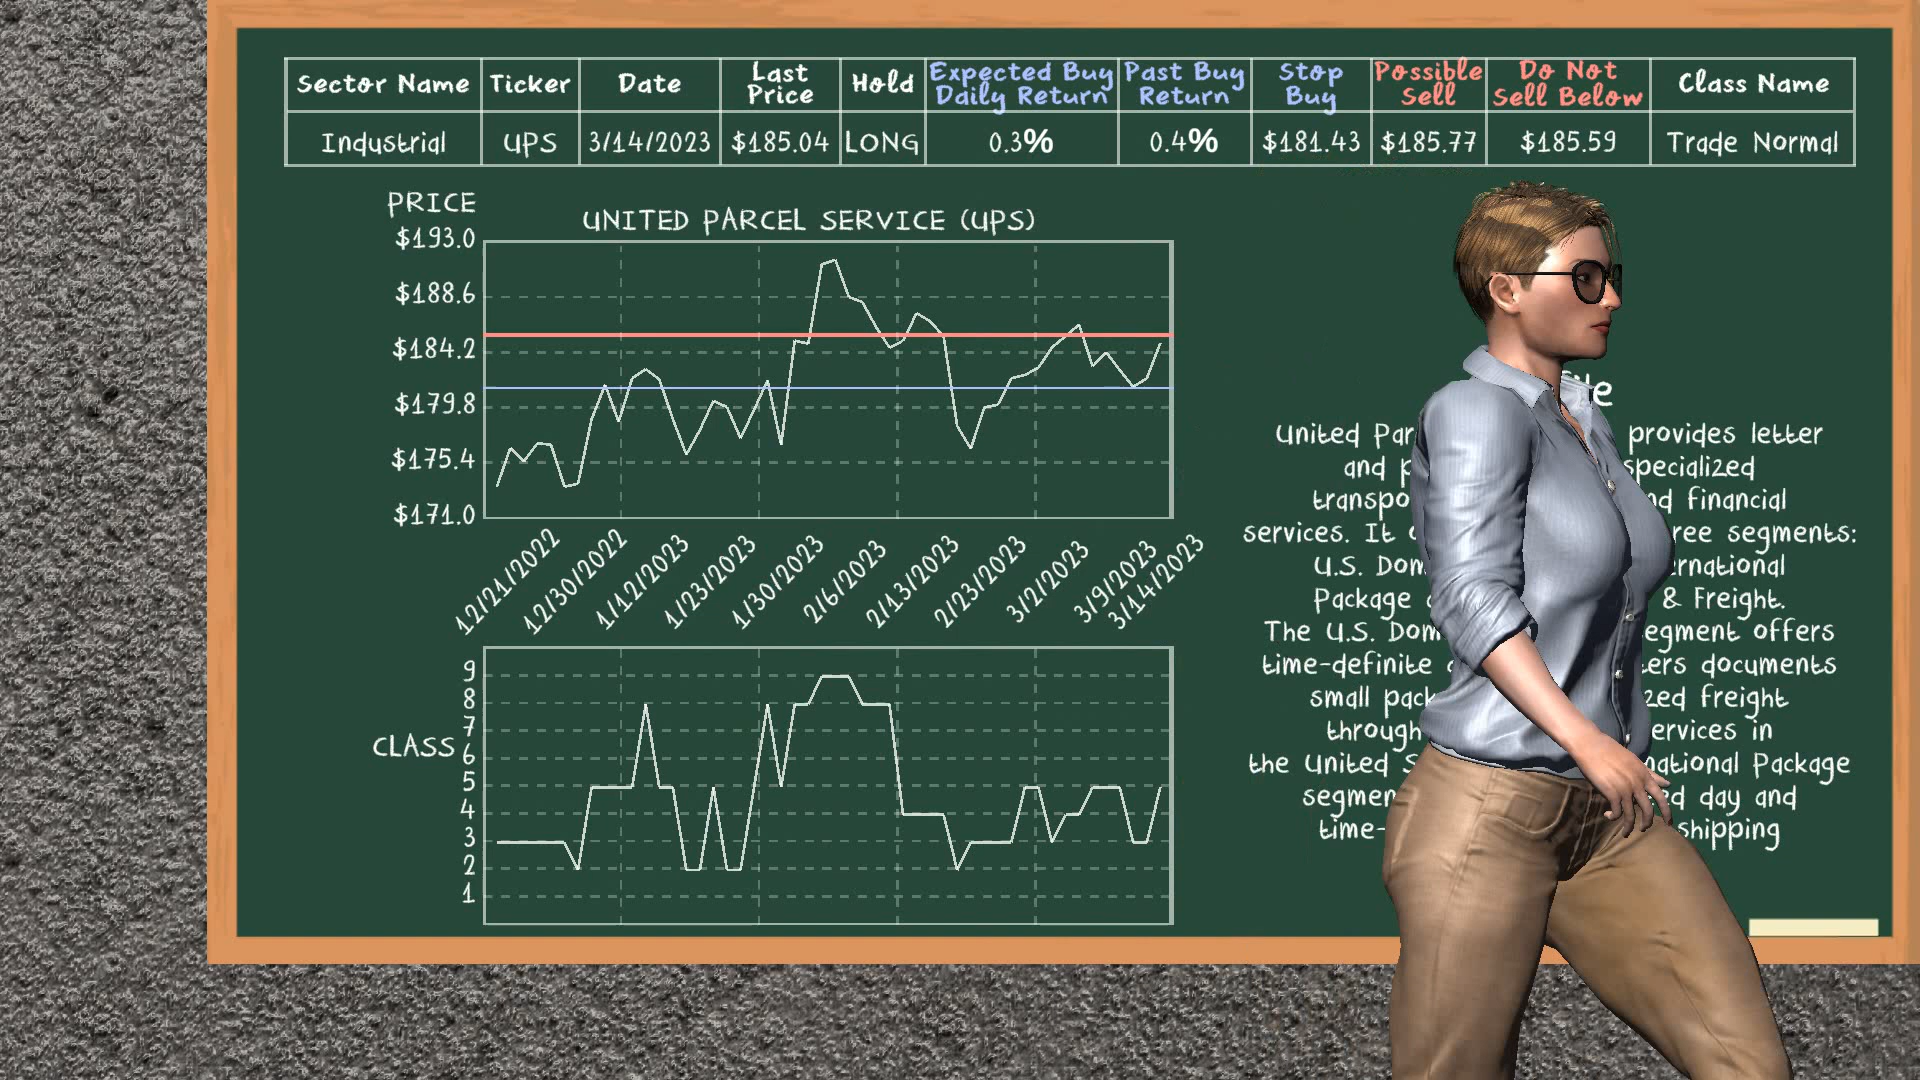 Sector Name Ticker Date Last Price Hold Expected Buy Daily Return Past Buy Return Stop Buy Possible Sell Do Not Sell Below Class Name
Industrial UPS 3/14/2023 $185.04 LONG 0.3% 0.4% $181.43 $185.77 $185.59 Trade Normal
PRICE
UNITED PARCEL SERVICE (UPS)
$193.0
$188.6
$184.2
$179.8
$175.4
$171.0
12/21/2022 12/30/2022 1/12/2023 1/23/2023 1/30/2023 2/6/2023 2/13/2023 2/23/2023 3/2/2023 3/9/2023 3/14/2023
CLASS
9
8
7
6
5
4
3
2
1
United provides letter
and specialized
financial
services. It segments:
U.S.
Package & Freight.
The U.S. offers
time-definite documents
small freight
through in
the United Package
day and
shipping